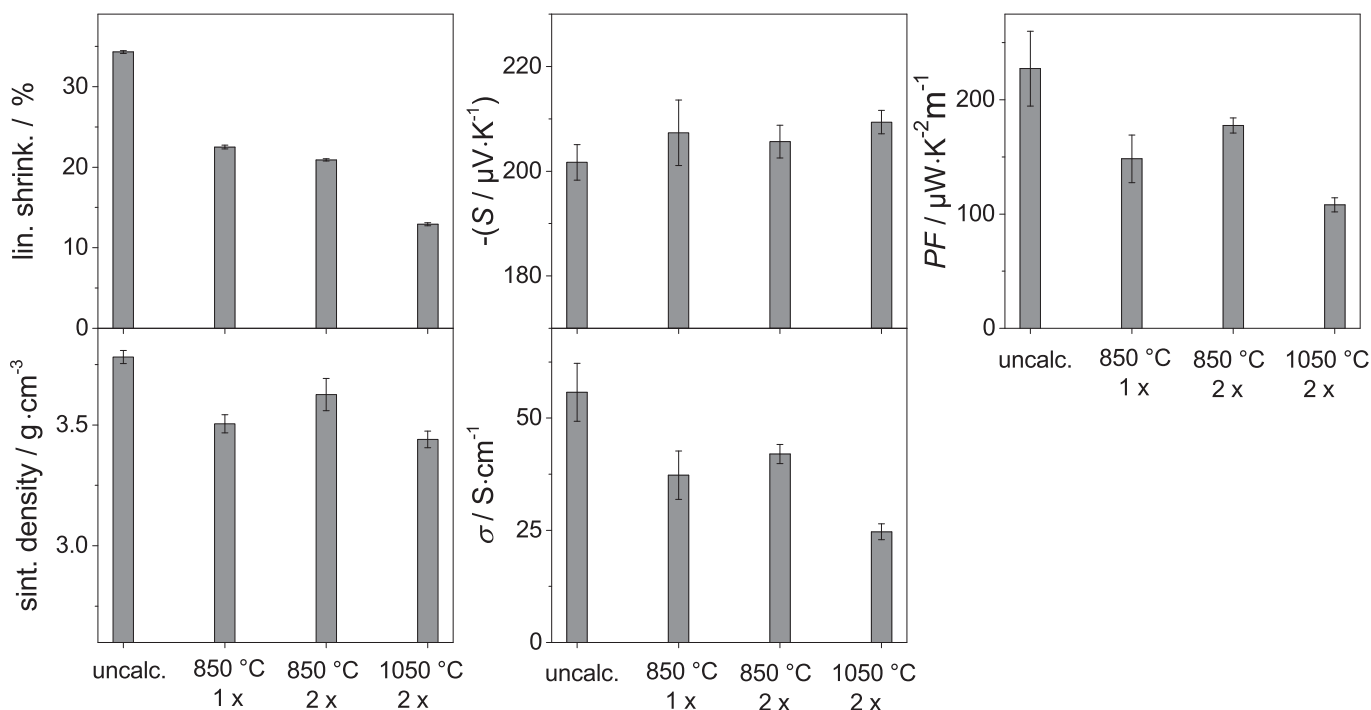 lin. shrink. / %
30
20
10
0
-(S / µV·K⁻¹)
220
200
180
PF / µW·K⁻²m⁻¹
200
100
0
uncalc. 850 °C 850 °C 1050 °C
1 x 2 x 2 x
sint. density / g·cm⁻³
3.5
3.0
uncalc. 850 °C 850 °C 1050 °C
1 x 2 x 2 x
σ / S·cm⁻¹
50
25
0
uncalc. 850 °C 850 °C 1050 °C
1 x 2 x 2 x